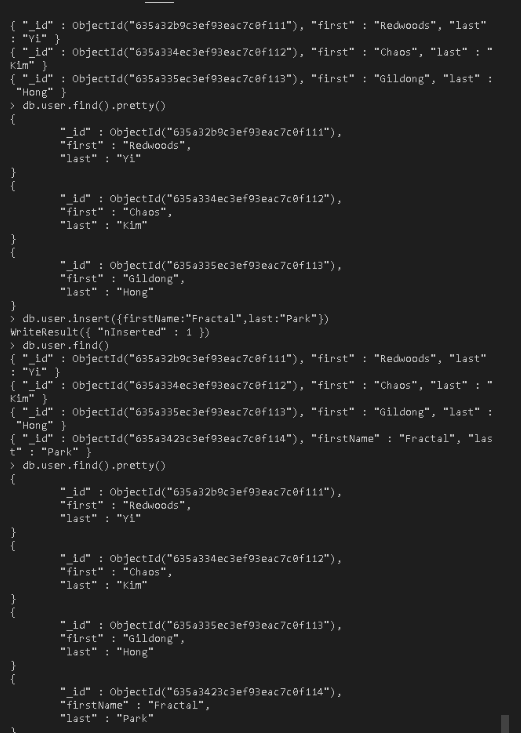 { "_id" : ObjectId("635a32b9c3ef93eac7c0f111"), "first" : "Redwoods", "last"
: "Yi" }
{ "_id" : ObjectId("635a334ec3ef93eac7c0f112"), "first" : "Chaos", "last" : "
Kim" }
{ "_id" : ObjectId("635a335ec3ef93eac7c0f113"), "first" : "Gildong", "last" :
"Hong" }
> db.user.find().pretty()
{
"_id" : ObjectId("635a32b9c3ef93eac7c0f111"),
"first" : "Redwoods",
"last" : "Yi"
}
{
"_id" : ObjectId("635a334ec3ef93eac7c0f112"),
"first" : "Chaos",
"last" : "Kim"
}
{
"_id" : ObjectId("635a335ec3ef93eac7c0f113"),
"first" : "Gildong",
"last" : "Hong"
}
> db.user.insert({firstName:"Fractal",last:"Park"})
WriteResult({ "nInserted" : 1 })
> db.user.find()
{ "_id" : ObjectId("635a32b9c3ef93eac7c0f111"), "first" : "Redwoods", "last"
: "Yi" }
{ "_id" : ObjectId("635a334ec3ef93eac7c0f112"), "first" : "Chaos", "last" : "
Kim" }
{ "_id" : ObjectId("635a335ec3ef93eac7c0f113"), "first" : "Gildong", "last" :
"Hong" }
{ "_id" : ObjectId("635a3423c3ef93eac7c0f114"), "firstName" : "Fractal", "las
t" : "Park" }
> db.user.find().pretty()
{
"_id" : ObjectId("635a32b9c3ef93eac7c0f111"),
"first" : "Redwoods",
"last" : "Yi"
}
{
"_id" : ObjectId("635a334ec3ef93eac7c0f112"),
"first" : "Chaos",
"last" : "Kim"
}
{
"_id" : ObjectId("635a335ec3ef93eac7c0f113"),
"first" : "Gildong",
"last" : "Hong"
}
{
"_id" : ObjectId("635a3423c3ef93eac7c0f114"),
"firstName" : "Fractal",
"last" : "Park"
}